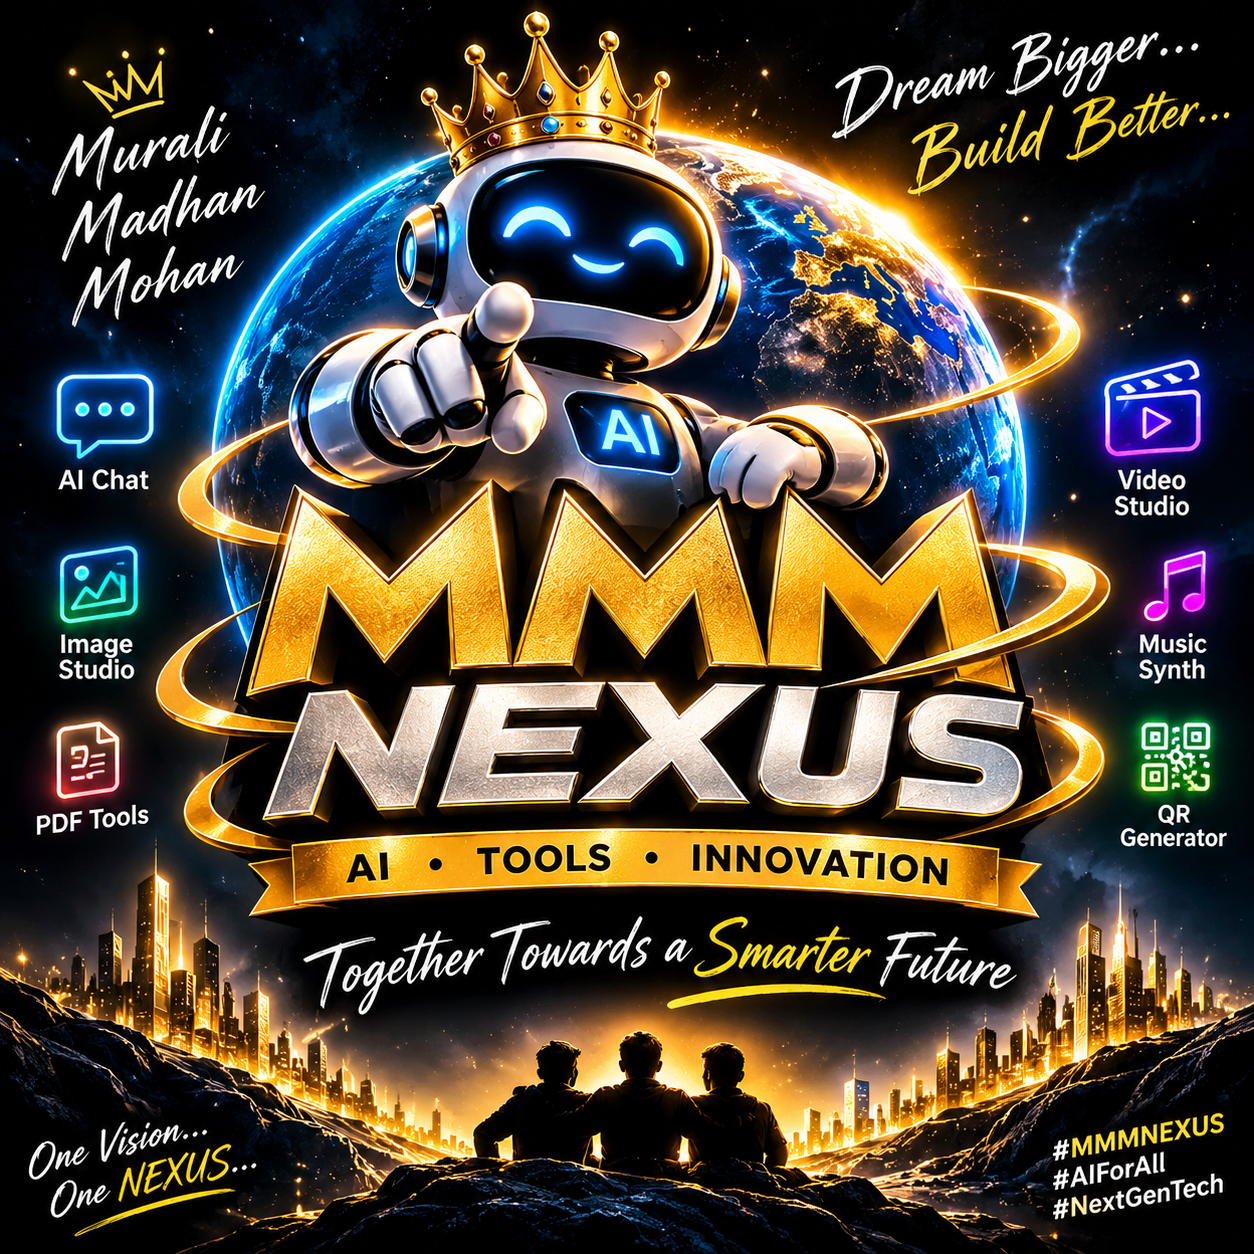 Murali
Madhan
Mohan
Dream Bigger...
Build Better...
AI
AI Chat
Image
Studio
PDF Tools
Video
Studio
Music
Synth
QR
Generator
MMM
NEXUS
AI • TOOLS • INNOVATION
Together Towards a Smarter Future
One Vision...
One NEXUS...
#MMMNEXUS
#AIForAll
#NextGenTech